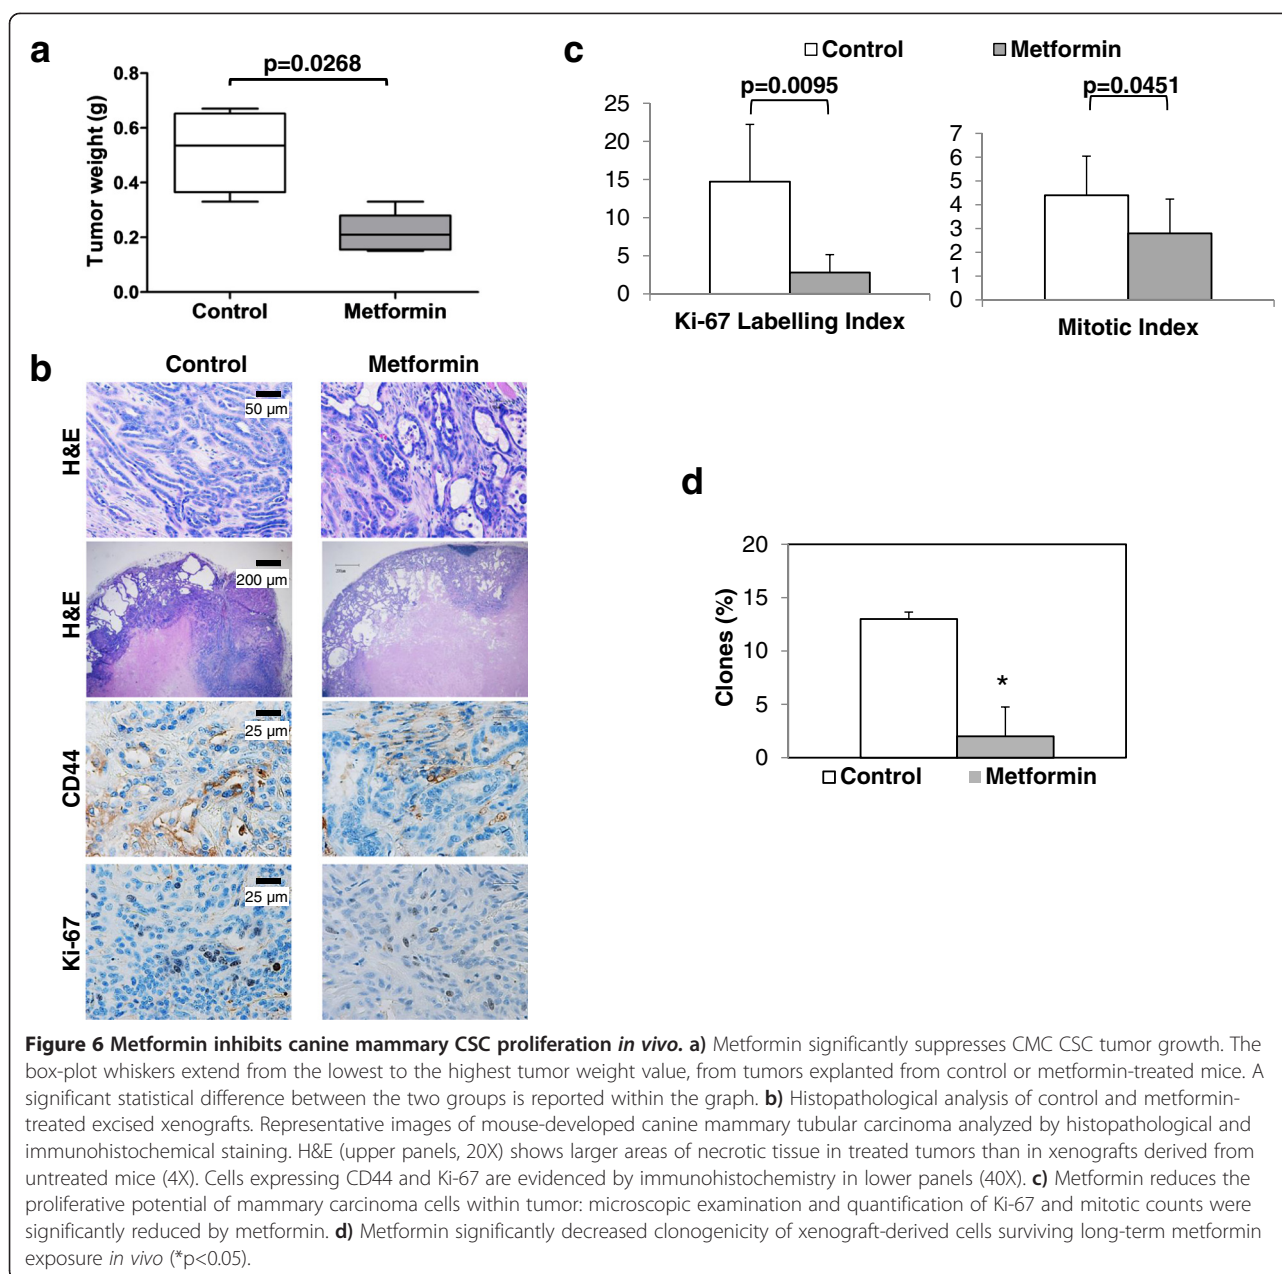 a
p=0.0268
0.8
0.6
0.4
0.2
0.0
Tumor weight (g)
Control
Metformin
c
Control
Metformin
p=0.0095
25
20
15
10
5
0
Ki-67 Labelling Index
p=0.0451
7
6
5
4
3
2
1
0
Mitotic Index
b
Control
Metformin
H&E
50 µm
H&E
200 µm
CD44
25 µm
Ki-67
25 µm
d
20
15
10
5
0
Clones (%)
*
Control
Metformin
Figure 6 Metformin inhibits canine mammary CSC proliferation in vivo. a) Metformin significantly suppresses CMC CSC tumor growth. The
box-plot whiskers extend from the lowest to the highest tumor weight value, from tumors explanted from control or metformin-treated mice. A
significant statistical difference between the two groups is reported within the graph. b) Histopathological analysis of control and metformin-
treated excised xenografts. Representative images of mouse-developed canine mammary tubular carcinoma analyzed by histopathological and
immunohistochemical staining. H&E (upper panels, 20X) shows larger areas of necrotic tissue in treated tumors than in xenografts derived from
untreated mice (4X). Cells expressing CD44 and Ki-67 are evidenced by immunohistochemistry in lower panels (40X). c) Metformin reduces the
proliferative potential of mammary carcinoma cells within tumor: microscopic examination and quantification of Ki-67 and mitotic counts were
significantly reduced by metformin. d) Metformin significantly decreased clonogenicity of xenograft-derived cells surviving long-term metformin
exposure in vivo (*p<0.05).